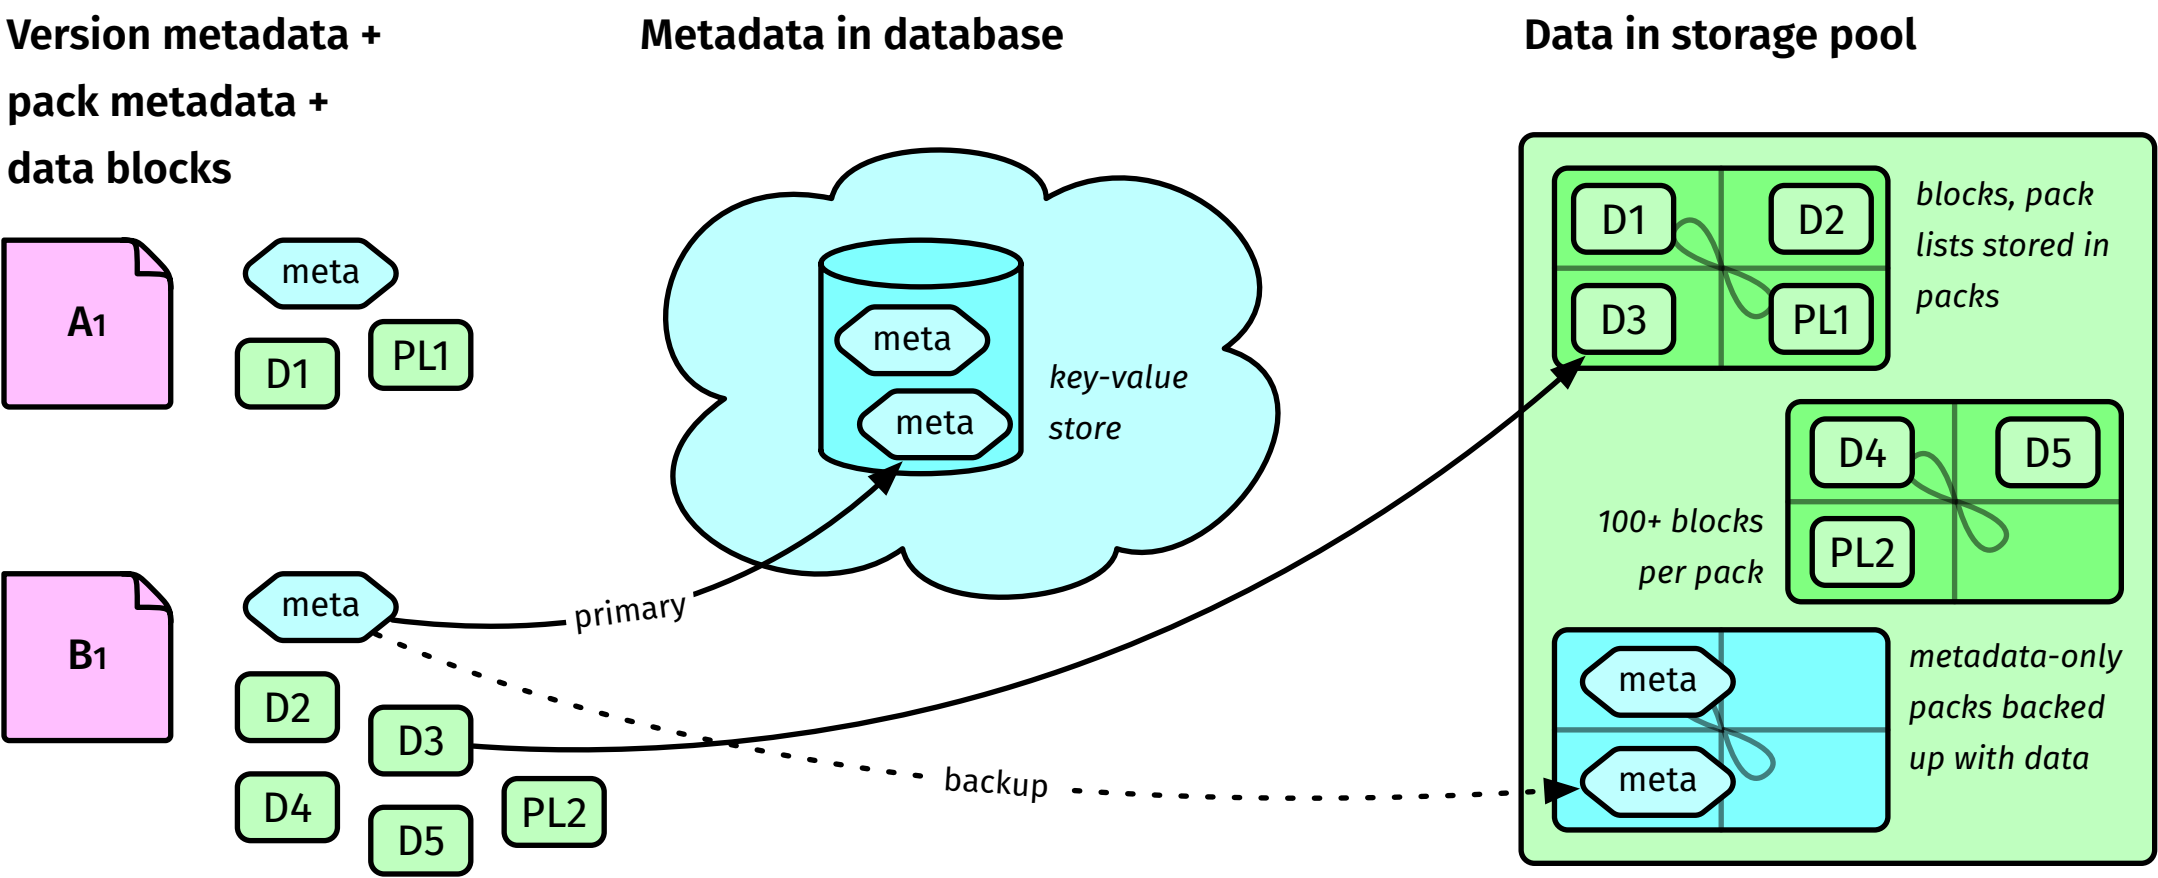 Version metadata +
pack metadata +
data blocks
Metadata in database
Data in storage pool
A1
meta
D1
PL1
B1
meta
D2
D3
D4
D5
PL2
meta
meta
key-value
store
primary
backup
D1
D2
D3
PL1
blocks, pack
lists stored in
packs
D4
D5
PL2
100+ blocks
per pack
meta
meta
metadata-only
packs backed
up with data